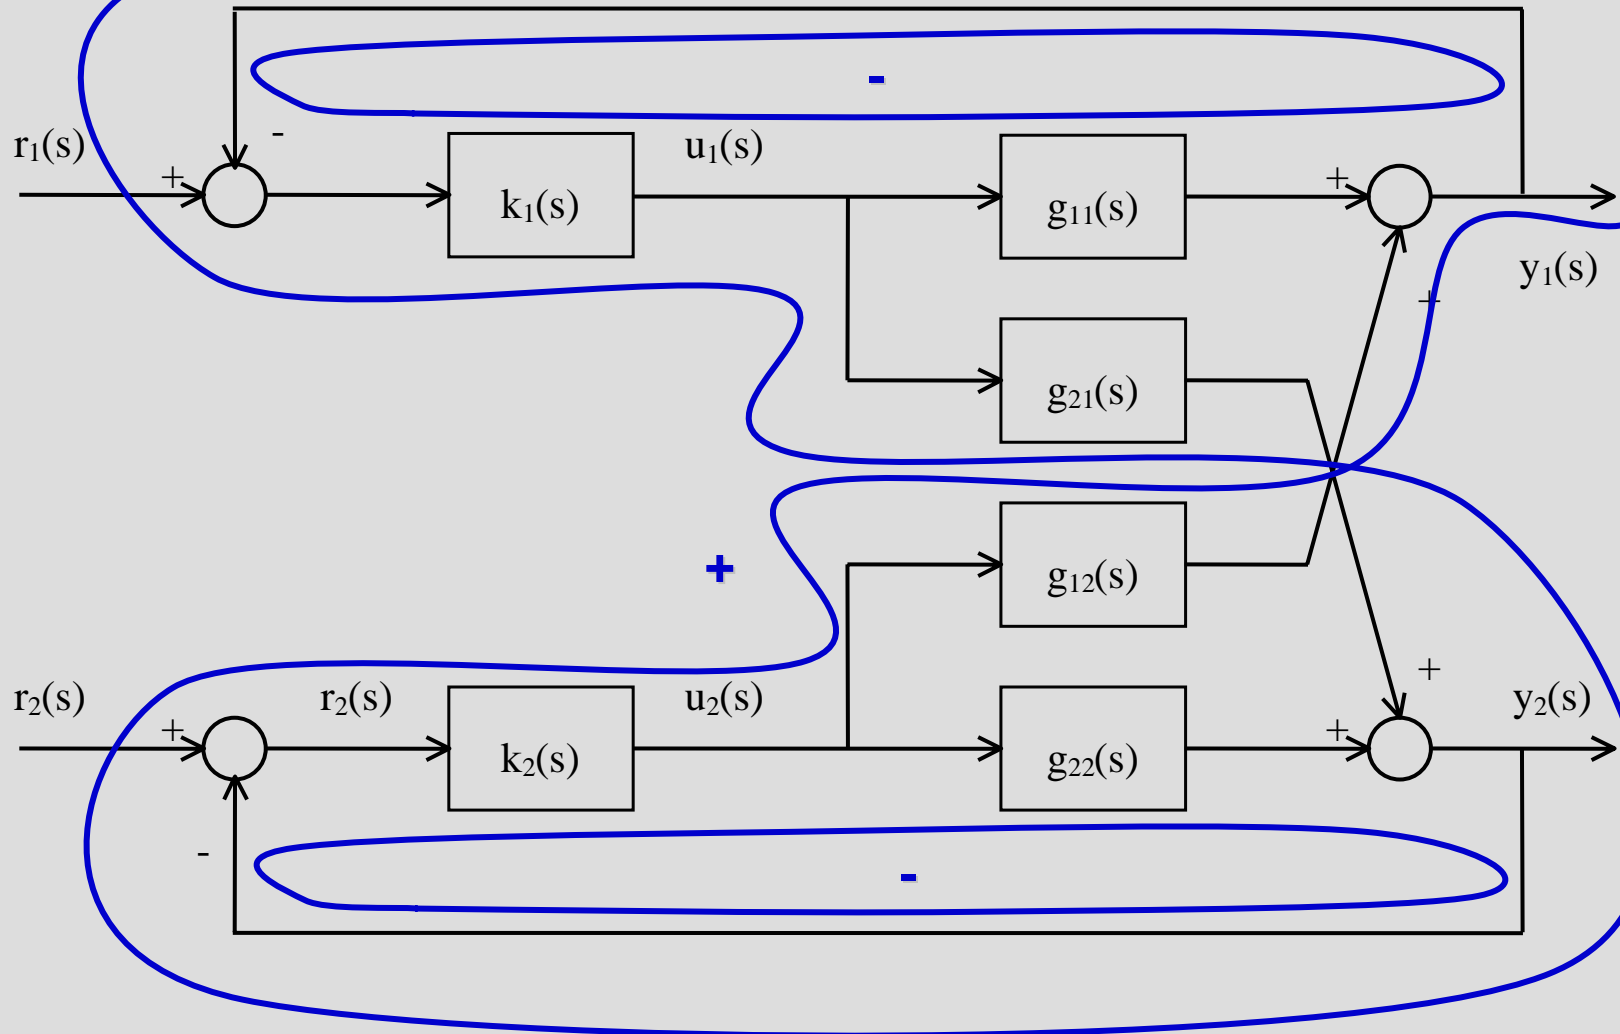 -
-
r₁(s)
+
k₁(s)
u₁(s)
g₁₁(s)
+
y₁(s)
+
g₂₁(s)
g₁₂(s)
+
+
r₂(s)
+
r₂(s)
k₂(s)
u₂(s)
g₂₂(s)
+
y₂(s)
-
-